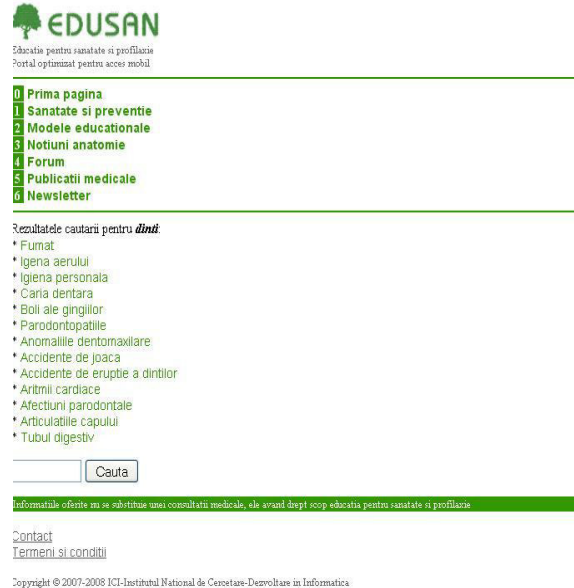 EDUSAN
Educatie pentru sanatate si profilaxie
Portal optimizat pentru acces mobil
0 Prima pagina
1 Sanatate si preventie
2 Modele educationale
3 Notiuni anatomie
4 Forum
5 Publicatii medicale
6 Newsletter
Rezultatele cautarii pentru dinti:
* Fumat
* Igena aerului
* Igiena personala
* Caria dentara
* Boli ale gingiilor
* Parodontopatiile
* Anomaliile dentomaxilare
* Accidente de joaca
* Accidente de eruptie a dintilor
* Aritmii cardiace
* Afectiuni parodontale
* Articulatiile capului
* Tubul digestiv
Cauta
Informatiile oferite nu se substituie unei consultatii medicale, ele avand drept scop educatia pentru sanatate si profilaxie
Contact
Termeni si conditii
Copyright © 2007-2008 ICI-Institutul National de Cercetare-Dezvoltare in Informatica